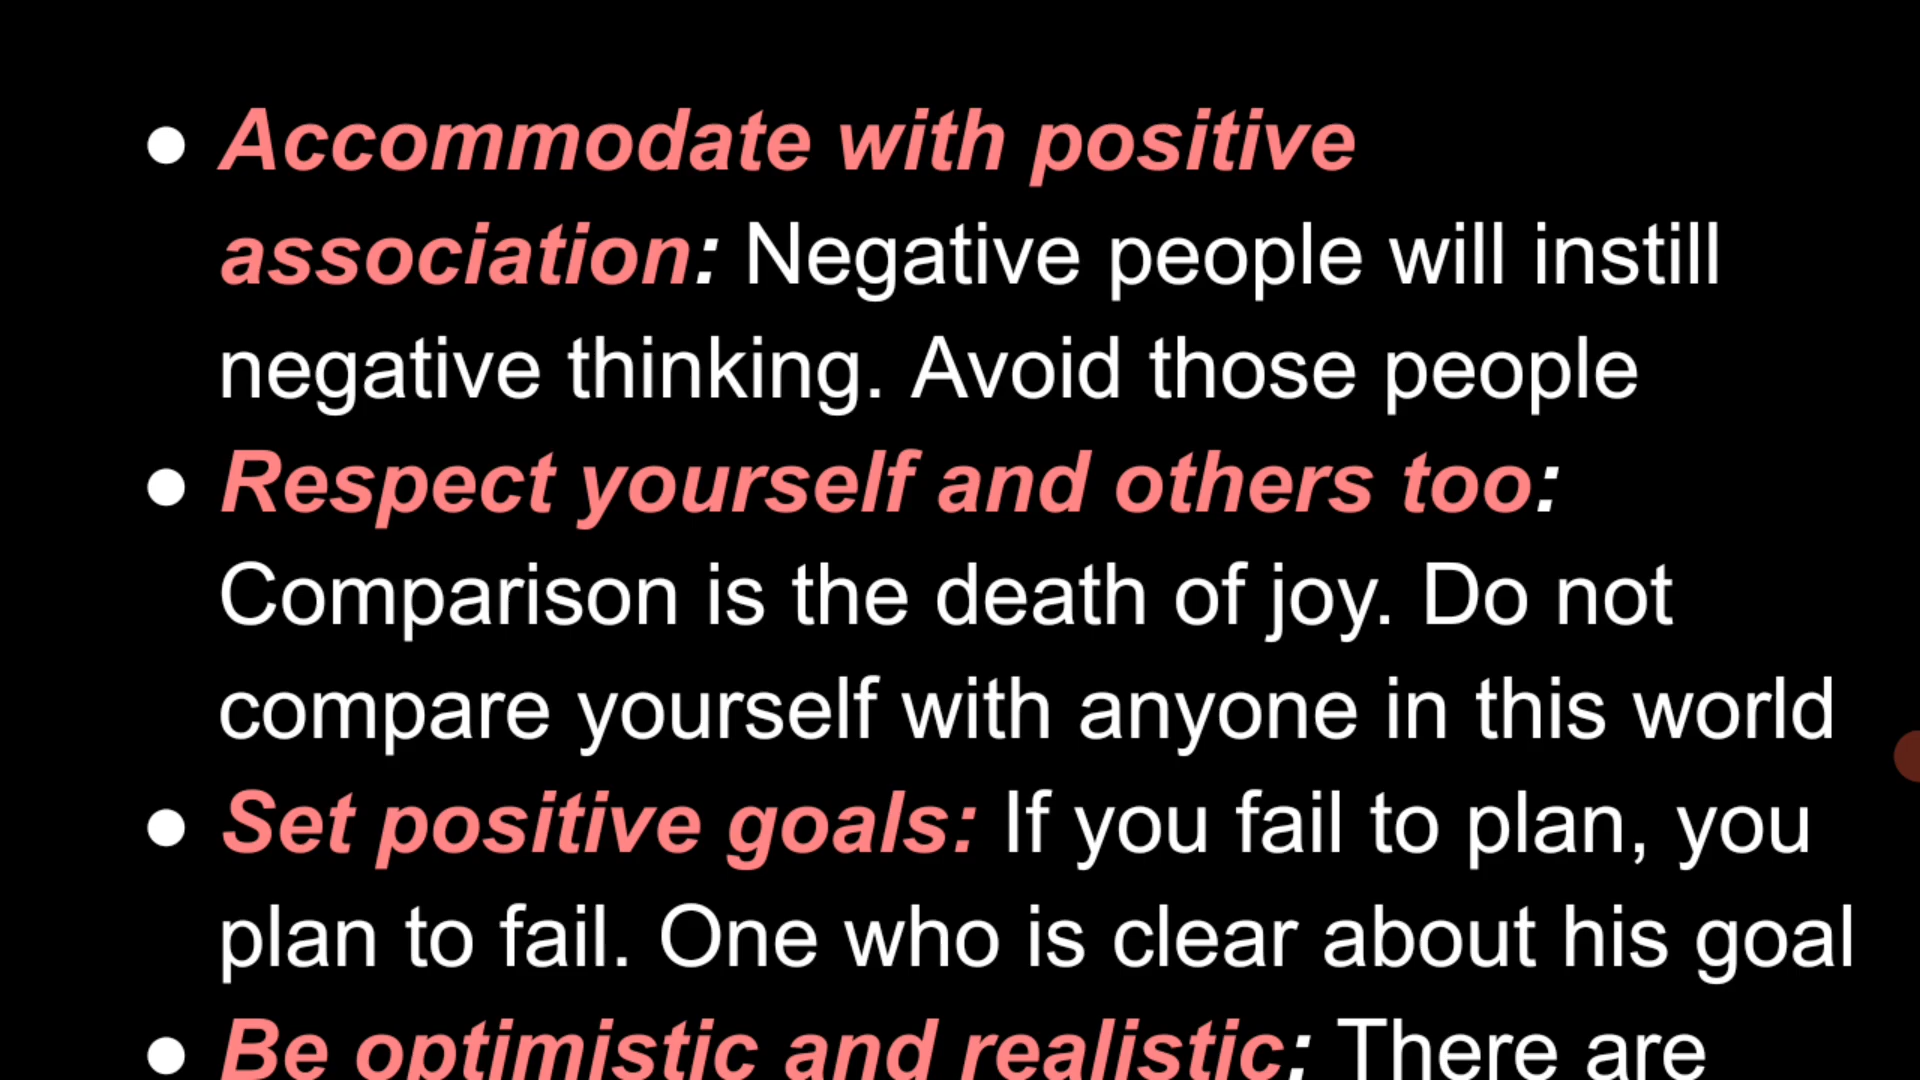 ● Accommodate with positive
association: Negative people will instill
negative thinking. Avoid those people
● Respect yourself and others too:
Comparison is the death of joy. Do not
compare yourself with anyone in this world
● Set positive goals: If you fail to plan, you
plan to fail. One who is clear about his goal
● Be optimistic and realistic: There are